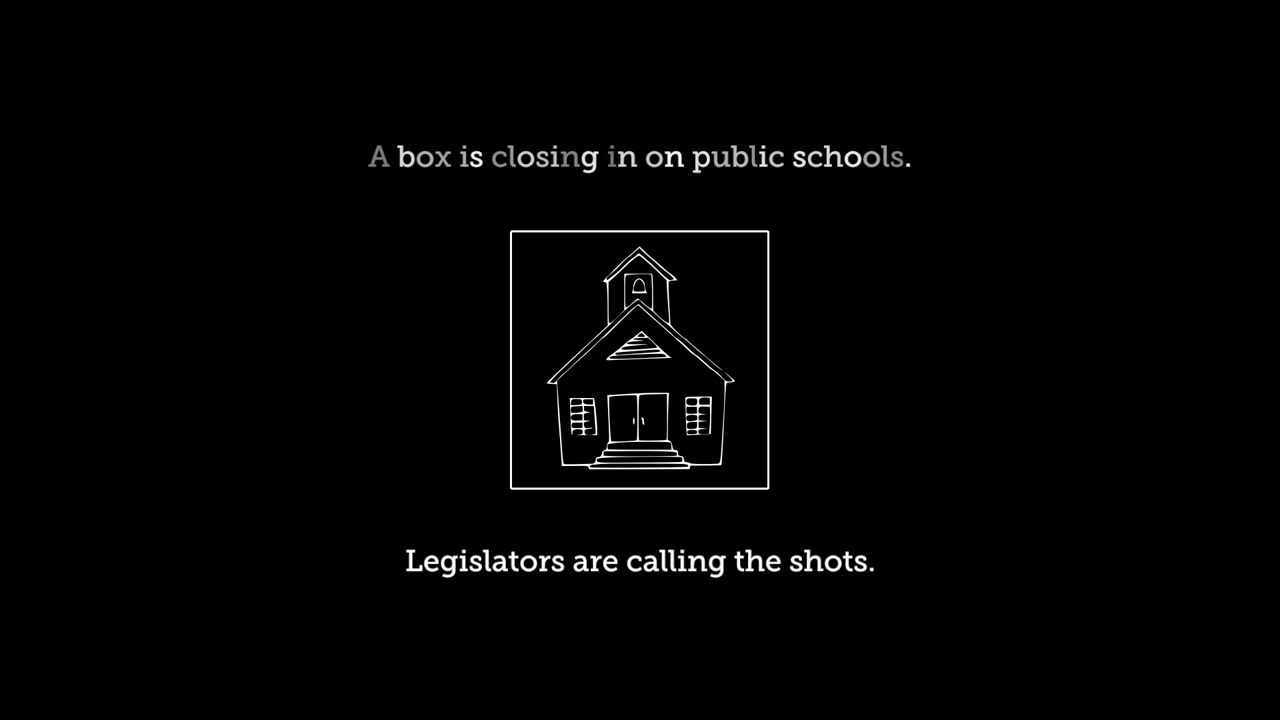 A box is closing in on public schools.
Legislators are calling the shots.